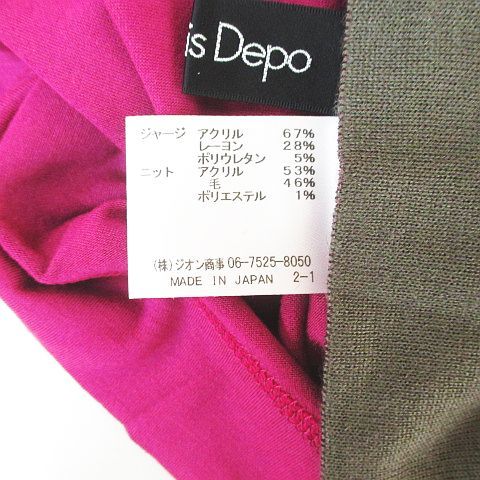 is Depo
ジャージ アクリル 67%
レーヨン 28%
ポリウレタン 5%
ニット アクリル 53%
毛 46%
ポリエステル 1%
(株)ジオン商事 06-7525-8050
MADE IN JAPAN 2-1